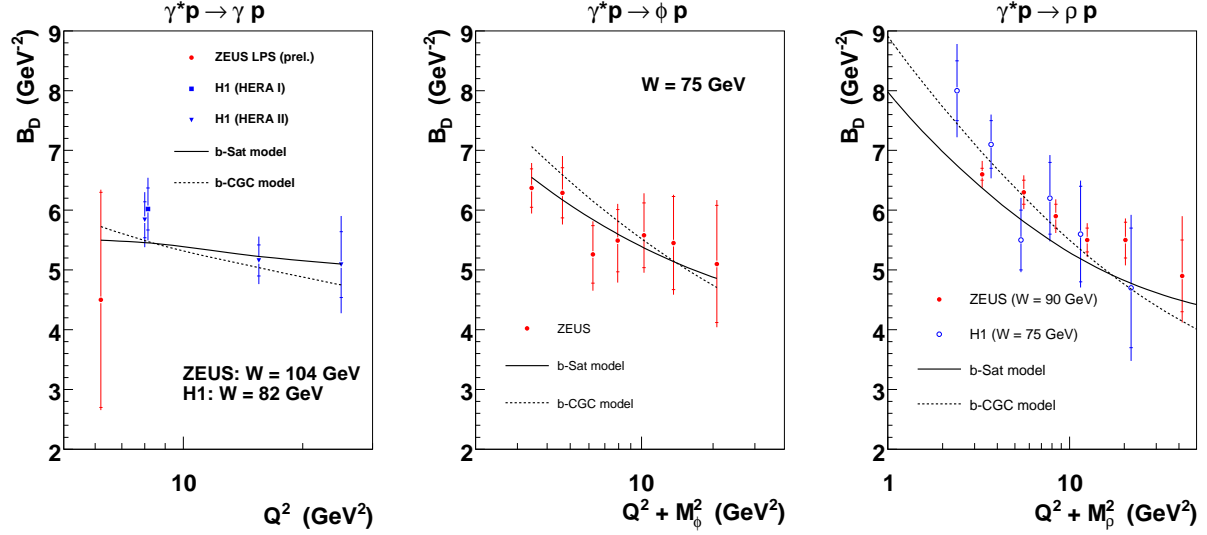 γ*p → γ p
B_D (GeV^-2)
9
8
7
6
5
4
3
2
ZEUS LPS (prel.)
H1 (HERA I)
H1 (HERA II)
b-Sat model
b-CGC model
ZEUS: W = 104 GeV
H1: W = 82 GeV
10
Q^2 (GeV^2)
γ*p → φ p
B_D (GeV^-2)
9
8
7
6
5
4
3
2
W = 75 GeV
ZEUS
b-Sat model
b-CGC model
10
Q^2 + M_φ^2 (GeV^2)
γ*p → ρ p
B_D (GeV^-2)
9
8
7
6
5
4
3
2
ZEUS (W = 90 GeV)
H1 (W = 75 GeV)
b-Sat model
b-CGC model
1 10
Q^2 + M_ρ^2 (GeV^2)